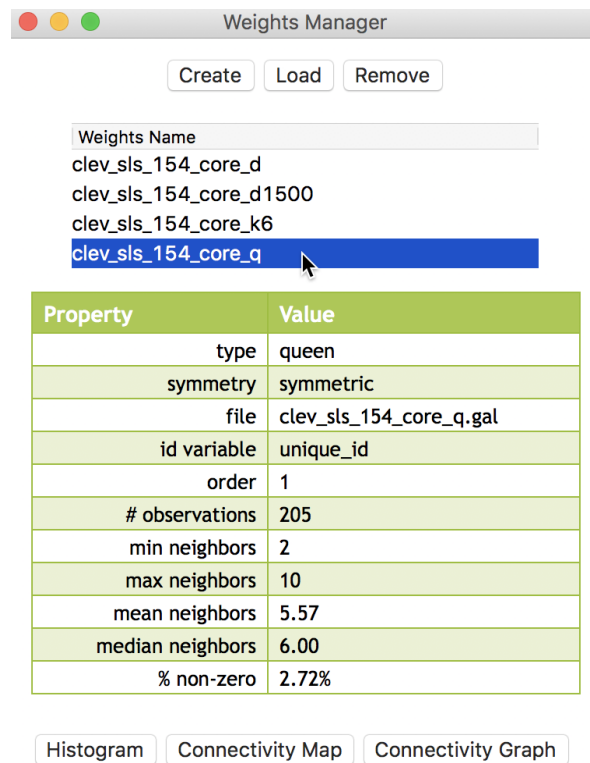 Weights Manager
Create Load Remove
Weights Name
clev_sls_154_core_d
clev_sls_154_core_d1500
clev_sls_154_core_k6
clev_sls_154_core_q
Property Value
type queen
symmetry symmetric
file clev_sls_154_core_q.gal
id variable unique_id
order 1
# observations 205
min neighbors 2
max neighbors 10
mean neighbors 5.57
median neighbors 6.00
% non-zero 2.72%
Histogram Connectivity Map Connectivity Graph